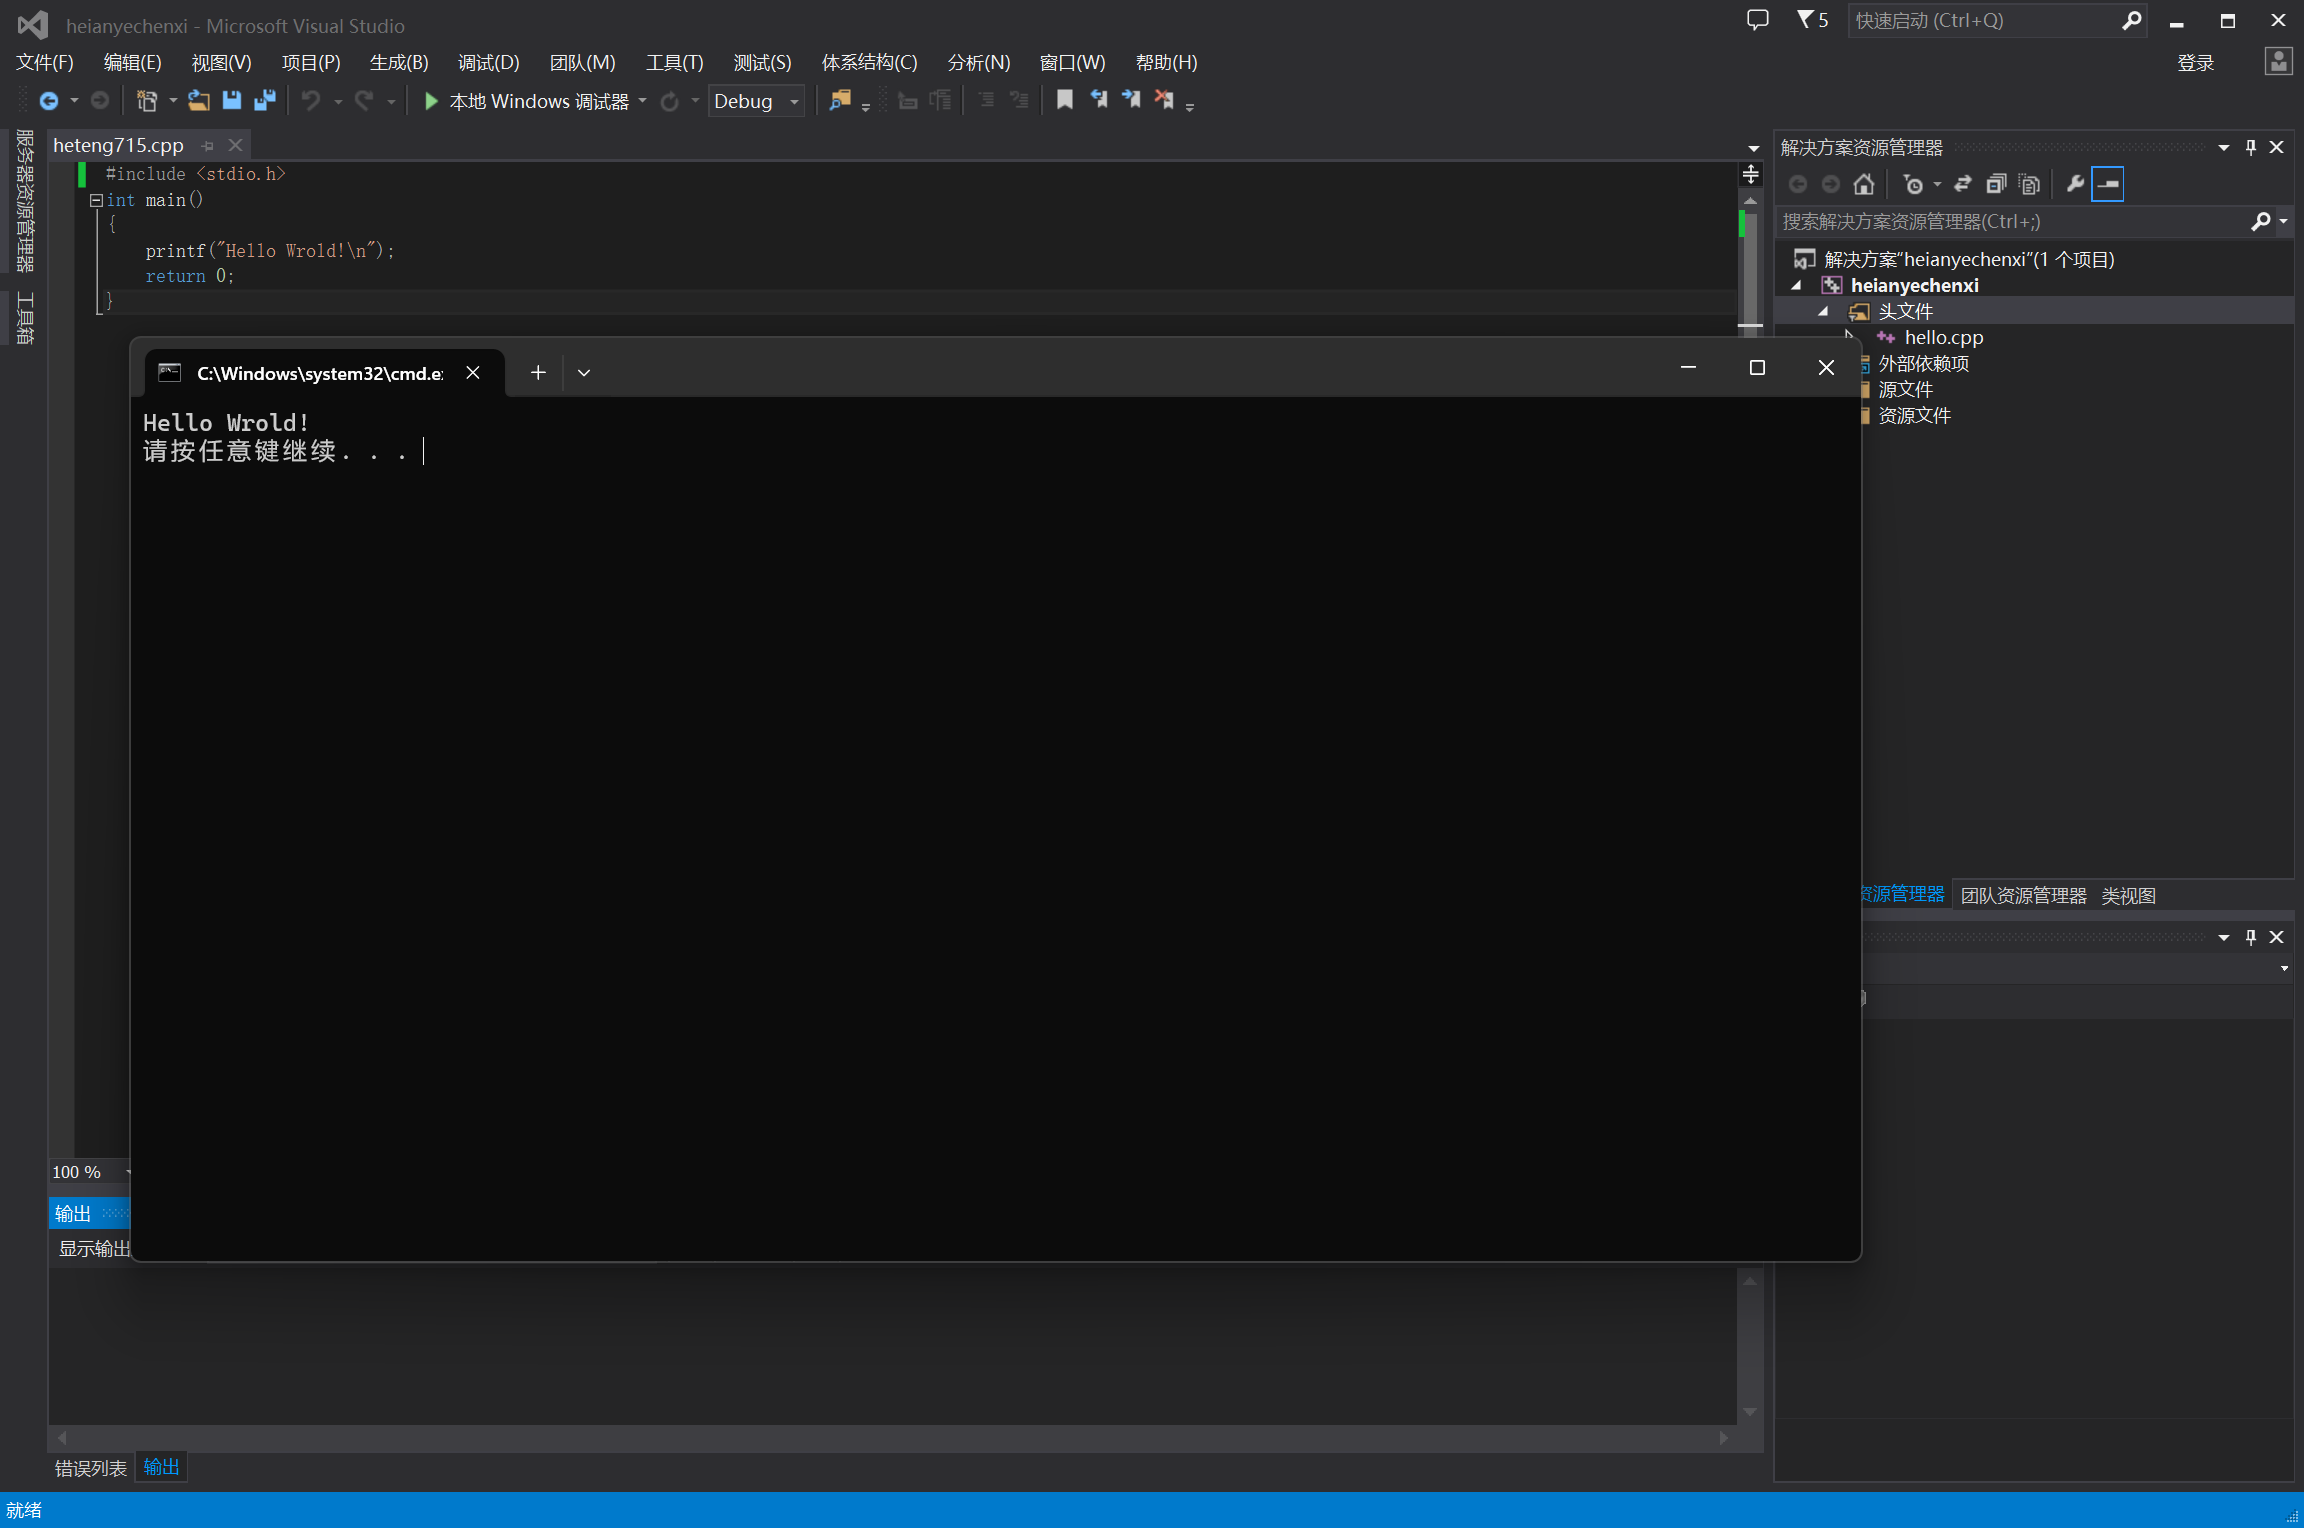 heianyechenxi - Microsoft Visual Studio
5
快速启动 (Ctrl+Q)
文件(F) 编辑(E) 视图(V) 项目(P) 生成(B) 调试(D) 团队(M) 工具(T) 测试(S) 体系结构(C) 分析(N) 窗口(W) 帮助(H)
登录
本地 Windows 调试器 Debug
服务器资源管理器
工具箱
heteng715.cpp
#include <stdio.h>
int main()
{
printf("Hello Wrold!\n");
return 0;
}
C:\Windows\system32\cmd.e
Hello Wrold!
请按任意键继续. . .
解决方案资源管理器
搜索解决方案资源管理器(Ctrl+;)
解决方案"heianyechenxi"(1 个项目)
heianyechenxi
头文件
hello.cpp
外部依赖项
源文件
资源文件
资源管理器 团队资源管理器 类视图
100 %
输出
显示输出
错误列表 输出
就绪